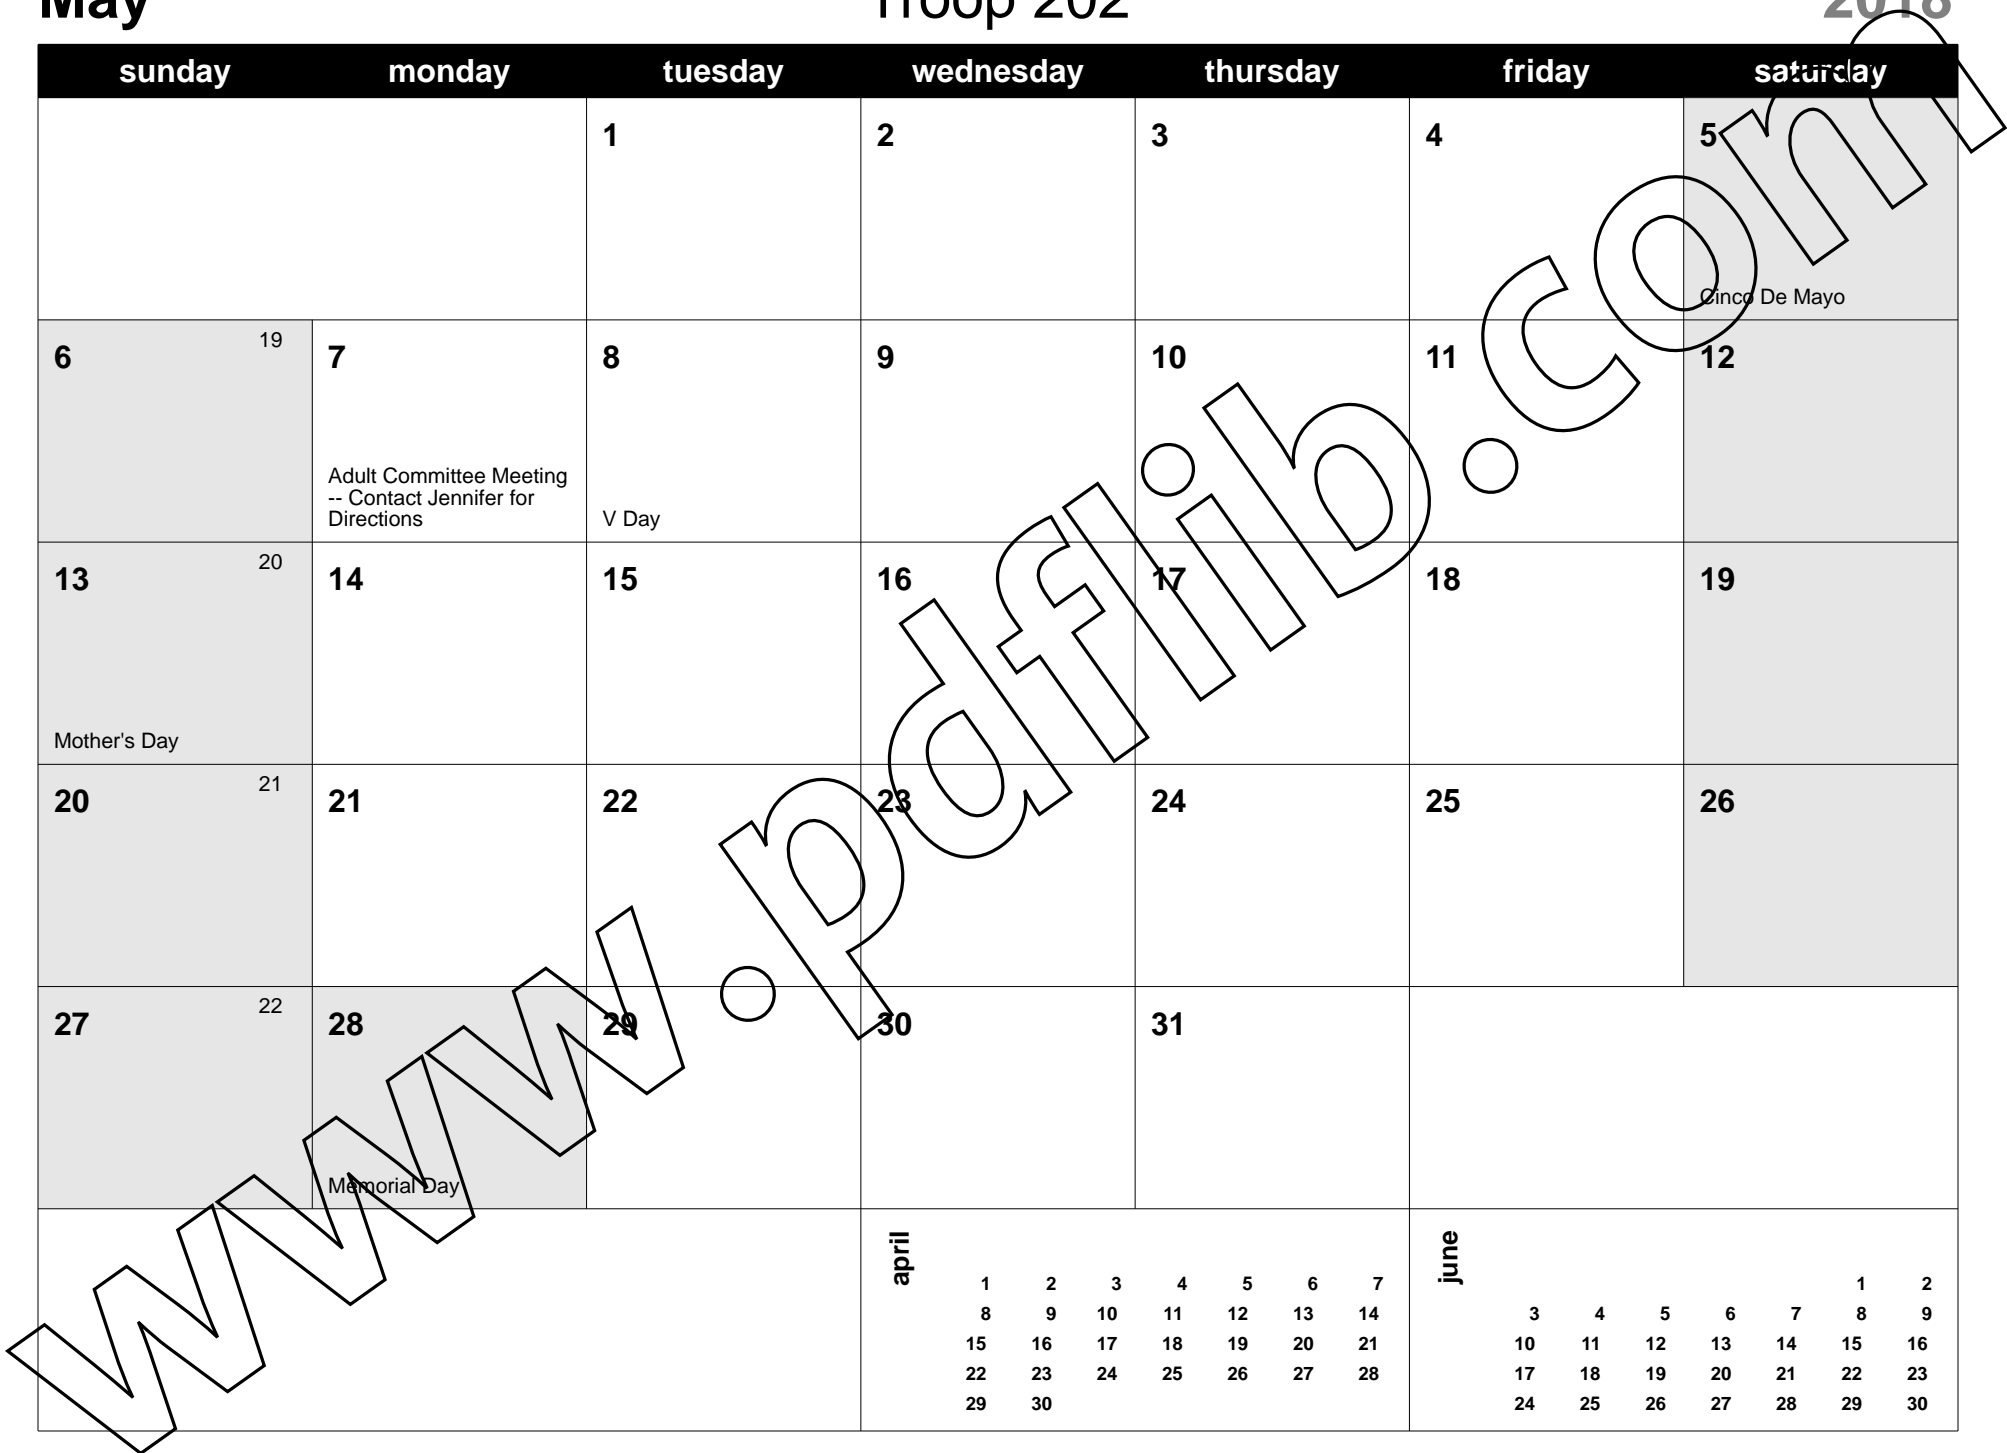 May Troop 202 2018
sunday monday tuesday wednesday thursday friday saturday
1 2 3 4 5
Cinco De Mayo
19
6 7 8 9 10 11 12
Adult Committee Meeting
-- Contact Jennifer for
Directions
V Day
20
13 14 15 16 17 18 19
Mother's Day
21
20 21 22 23 24 25 26
22
27 28 29 30 31
Memorial Day
april
1 2 3 4 5 6 7
8 9 10 11 12 13 14
15 16 17 18 19 20 21
22 23 24 25 26 27 28
29 30
june
1 2
3 4 5 6 7 8 9
10 11 12 13 14 15 16
17 18 19 20 21 22 23
24 25 26 27 28 29 30
www.pdflib.com